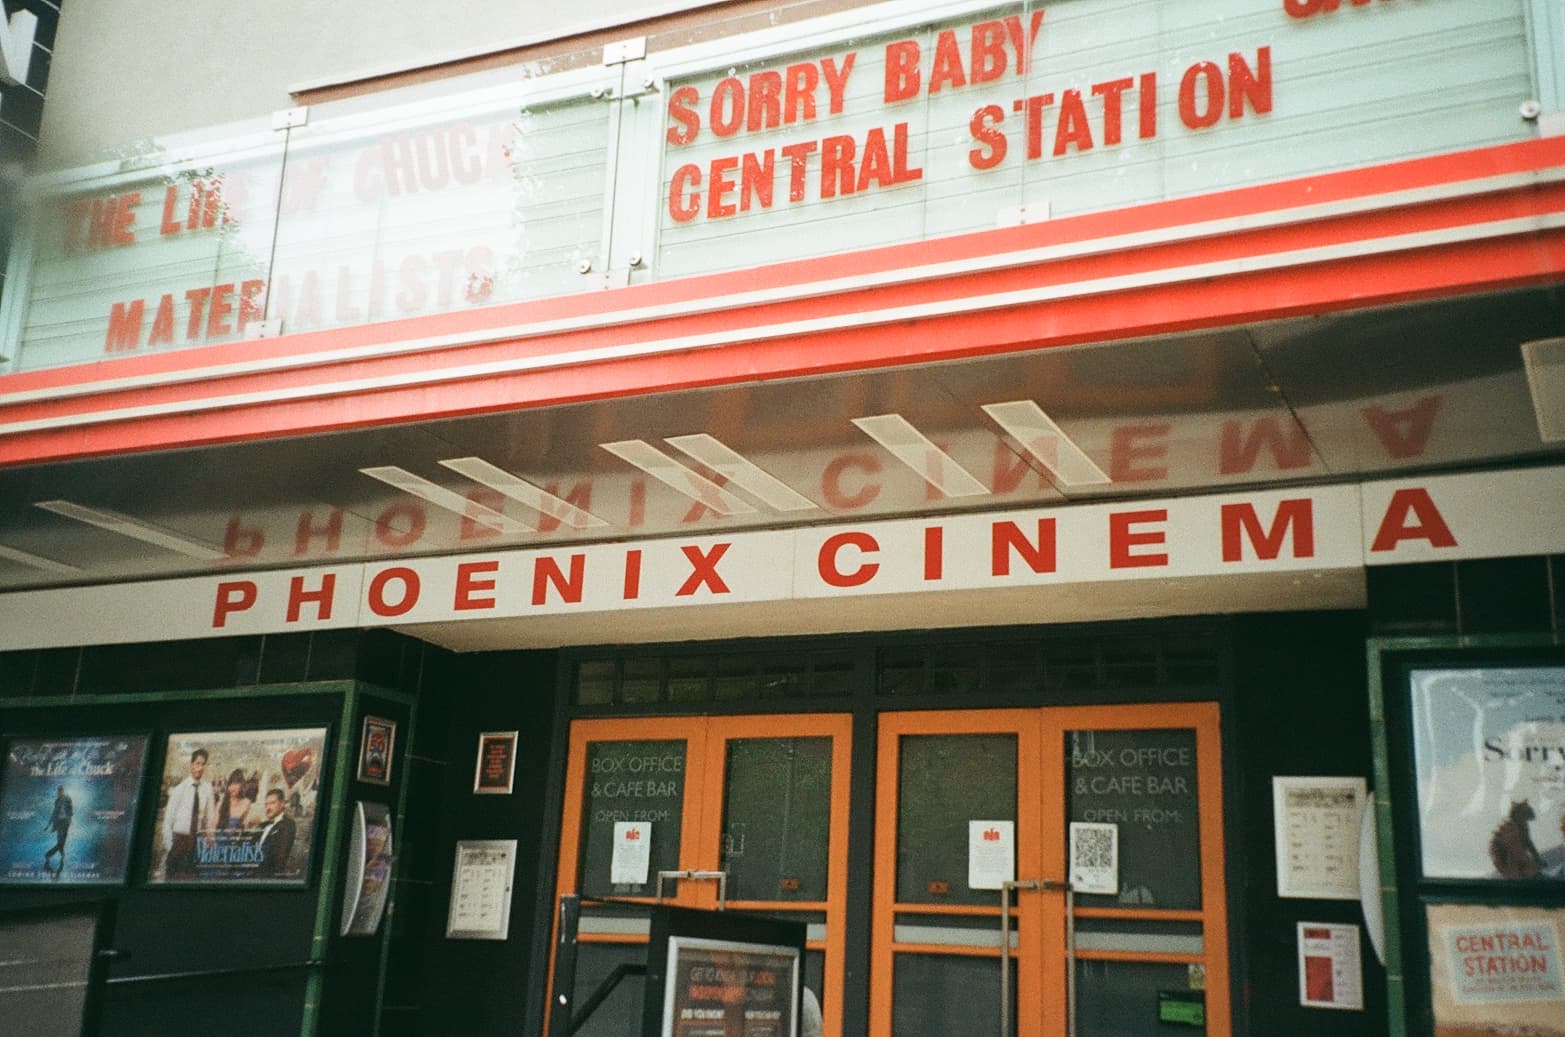 THE LIFE OF CHUCK
MATERIALISTS
SORRY BABY
CENTRAL STATION
PHOENIX CINEMA
The Life of Chuck
Materialists
BOX OFFICE
& CAFE BAR
OPEN FROM:
BOX OFFICE
& CAFE BAR
OPEN FROM:
Sorry
CENTRAL
STATION